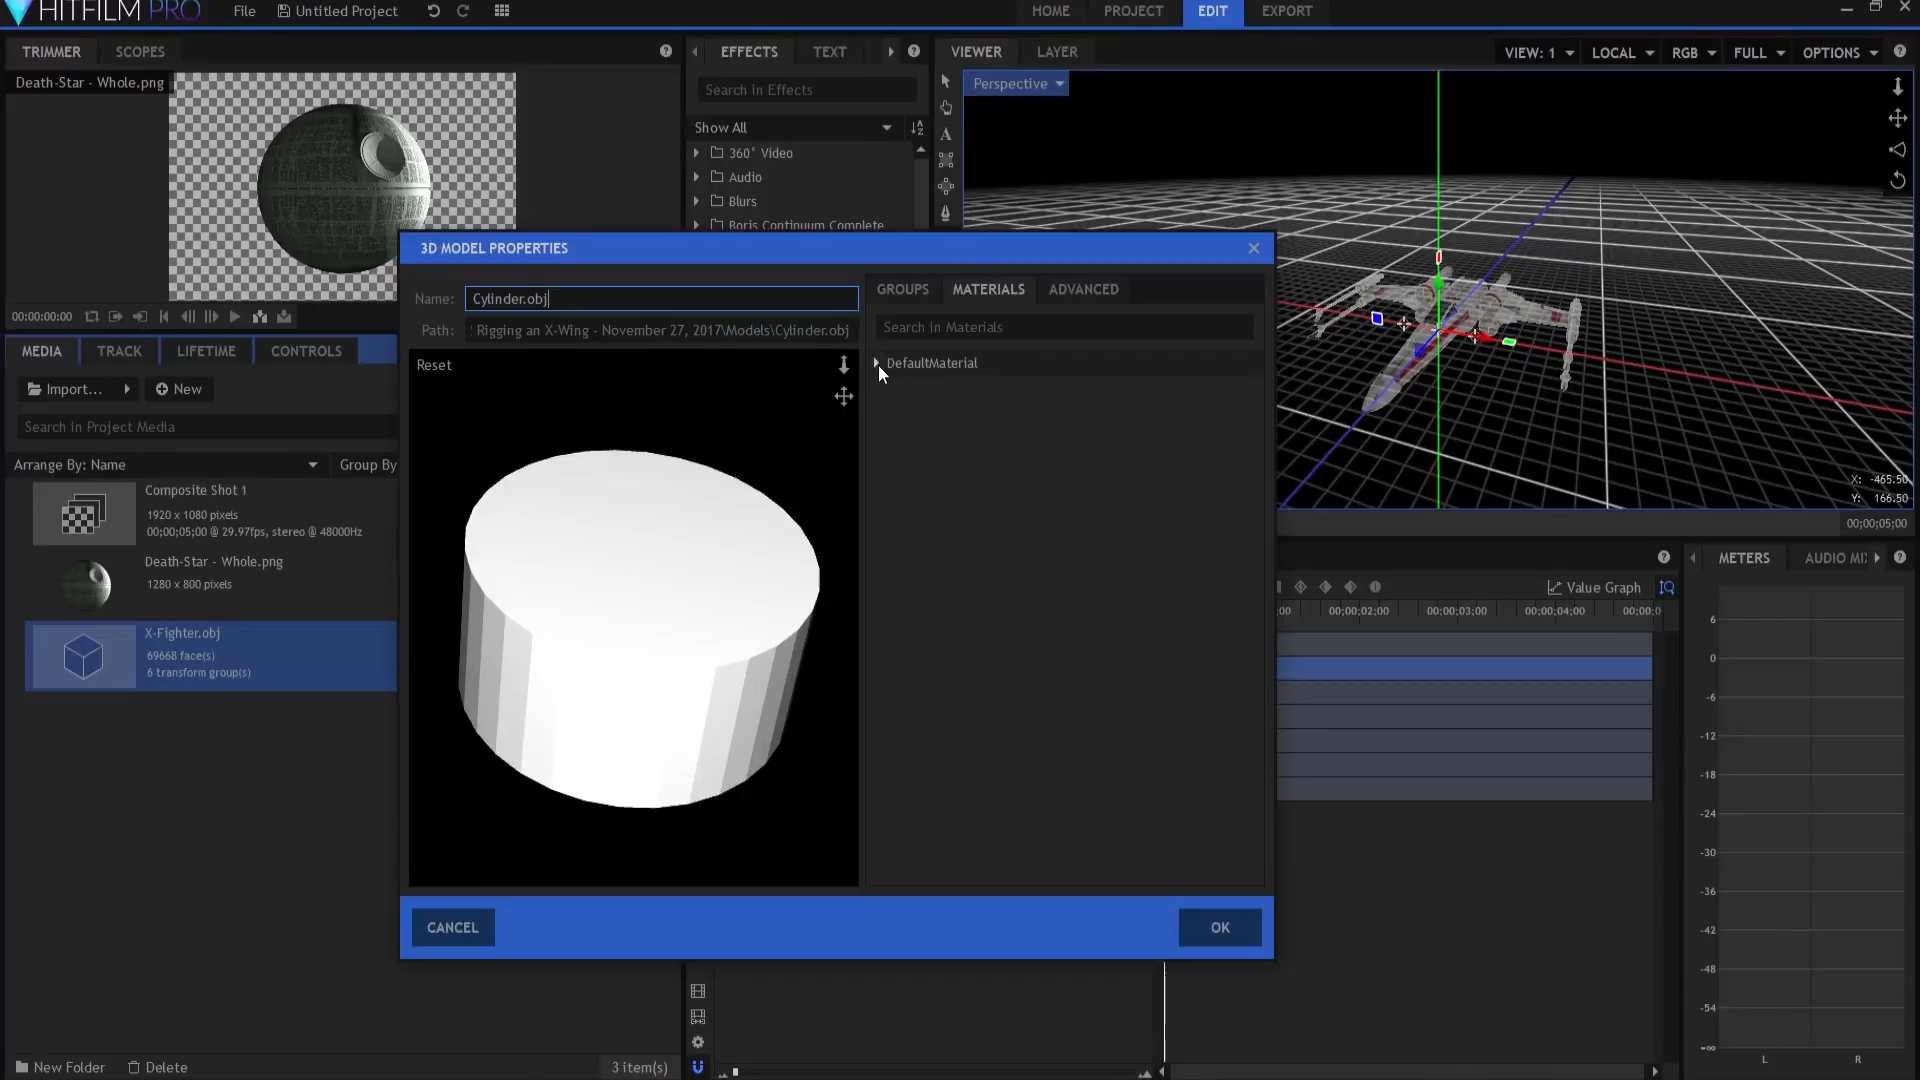 HITFILM PRO
File
Untitled Project
HOME
PROJECT
EDIT
EXPORT
TRIMMER
SCOPES
EFFECTS
TEXT
VIEWER
LAYER
VIEW: 1
LOCAL
RGB
FULL
OPTIONS
Death-Star - Whole.png
Search in Effects
Perspective
Show All
360° Video
Audio
Blurs
Boris Continuum Complete
3D MODEL PROPERTIES
Name:
Cylinder.obj
GROUPS
MATERIALS
ADVANCED
00:00:00:00
Path:
: Rigging an X-Wing - November 27, 2017\Models\Cylinder.obj
Search in Materials
MEDIA
TRACK
LIFETIME
CONTROLS
Reset
DefaultMaterial
Import...
New
Search in Project Media
Arrange By: Name
Group By
Composite Shot 1
1920 x 1080 pixels
00;00;05;00 @ 29.97fps, stereo @ 48000Hz
Death-Star - Whole.png
1280 x 800 pixels
X-Fighter.obj
69668 face(s)
6 transform group(s)
X: -465.50
Y: 166.50
00;00;05;00
METERS
AUDIO MI
Value Graph
:00
00;00;02;00
00;00;03;00
00;00;04;00
00;00;0
6
0
-6
-12
-18
-24
-30
-36
-42
-48
-54
-∞
L
R
CANCEL
OK
New Folder
Delete
3 item(s)